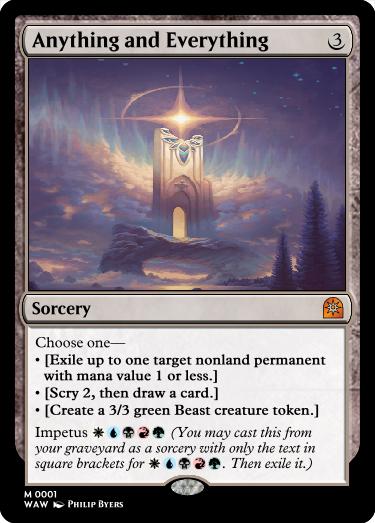 Anything and Everything 3
Sorcery
Choose one—
• [Exile up to one target nonland permanent
with mana value 1 or less.]
• [Scry 2, then draw a card.]
• [Create a 3/3 green Beast creature token.]
Impetus (You may cast this from
your graveyard as a sorcery with only the text in
square brackets for . Then exile it.)
M 0001
WAW Philip Byers